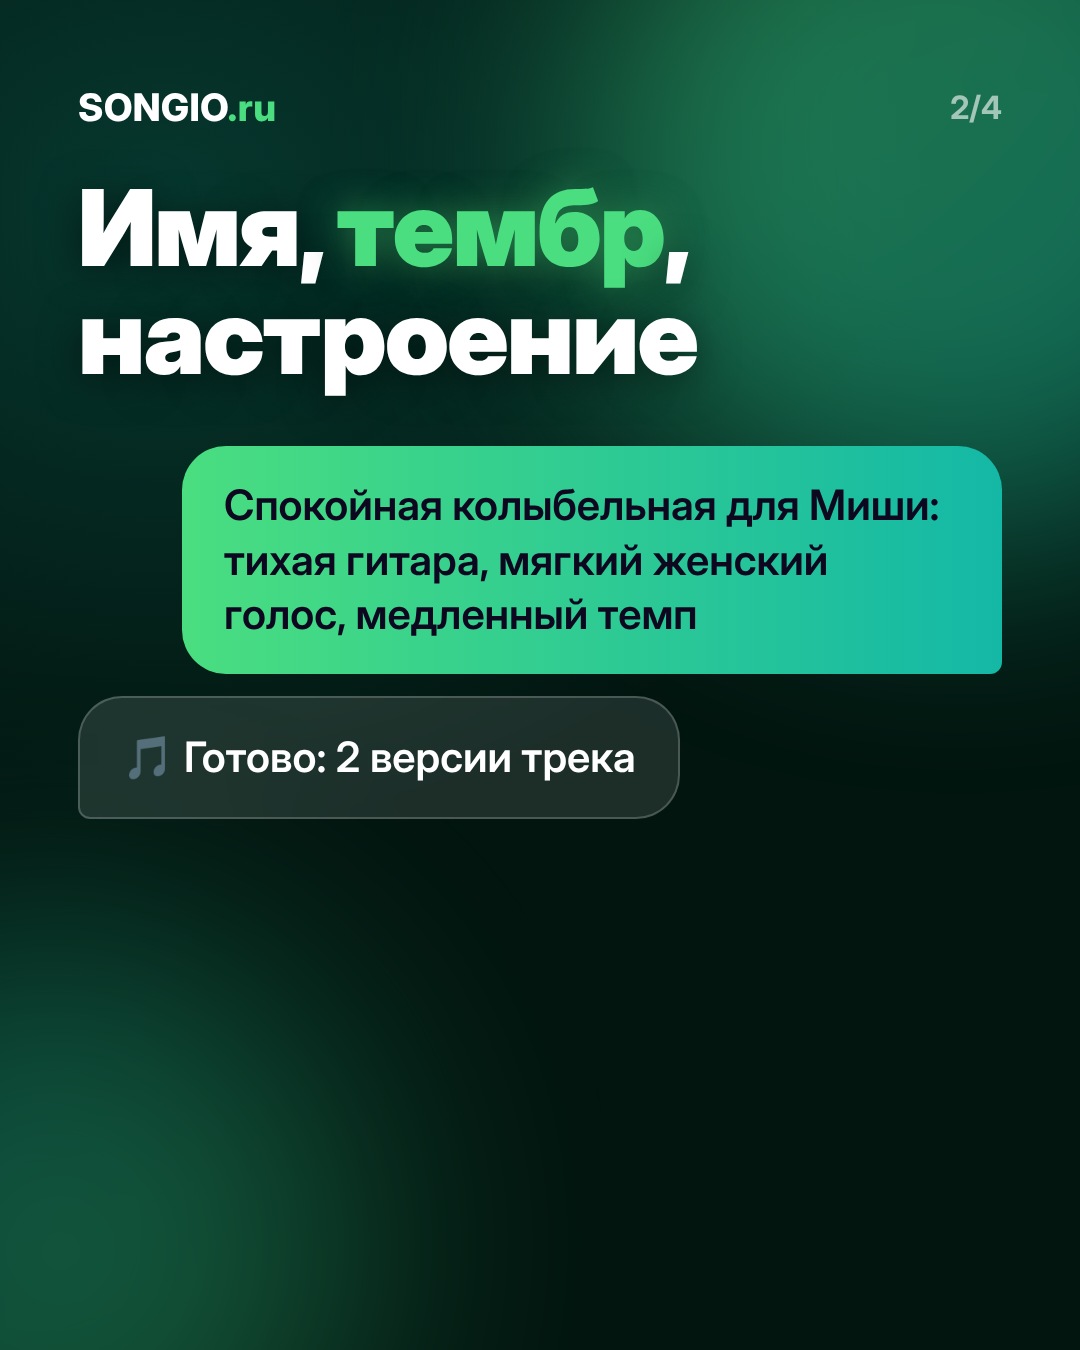 SONGIO.ru
2/4
Имя, тембр,
настроение
Спокойная колыбельная для Миши:
тихая гитара, мягкий женский
голос, медленный темп
🎵 Готово: 2 версии трека